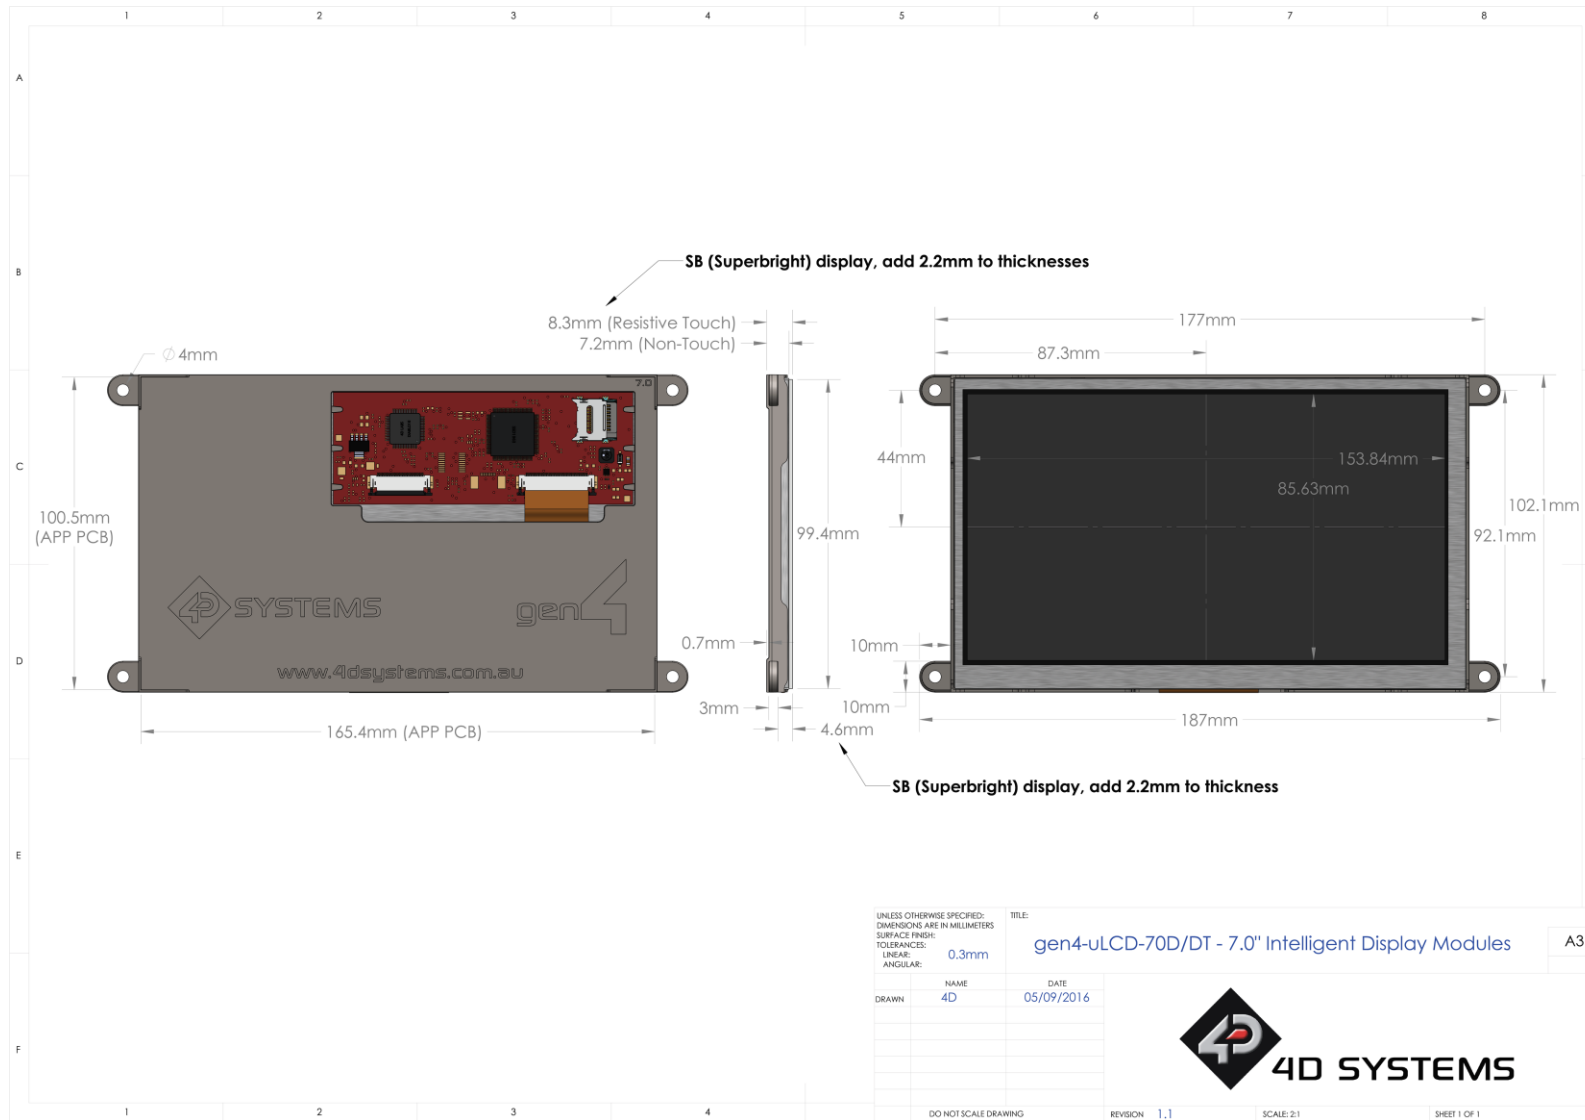 1 2 3 4 5 6 7 8
A
B
SB (Superbright) display, add 2.2mm to thicknesses
8.3mm (Resistive Touch)
7.2mm (Non-Touch)
177mm
87.3mm
Ø 4mm
7.0
C
44mm
153.84mm
85.63mm
100.5mm
(APP PCB)
99.4mm
102.1mm
92.1mm
4D SYSTEMS
gen4
0.7mm
10mm
D
www.4dsystems.com.au
3mm
10mm
4.6mm
187mm
165.4mm (APP PCB)
SB (Superbright) display, add 2.2mm to thickness
E
UNLESS OTHERWISE SPECIFIED:
DIMENSIONS ARE IN MILLIMETERS
SURFACE FINISH:
TOLERANCES:
LINEAR: 0.3mm
ANGULAR:
TITLE:
gen4-uLCD-70D/DT - 7.0" Intelligent Display Modules
A3
NAME DATE
DRAWN 4D 05/09/2016
F
4D SYSTEMS
DO NOT SCALE DRAWING
REVISION 1.1
SCALE: 2:1
SHEET 1 OF 1
1 2 3 4